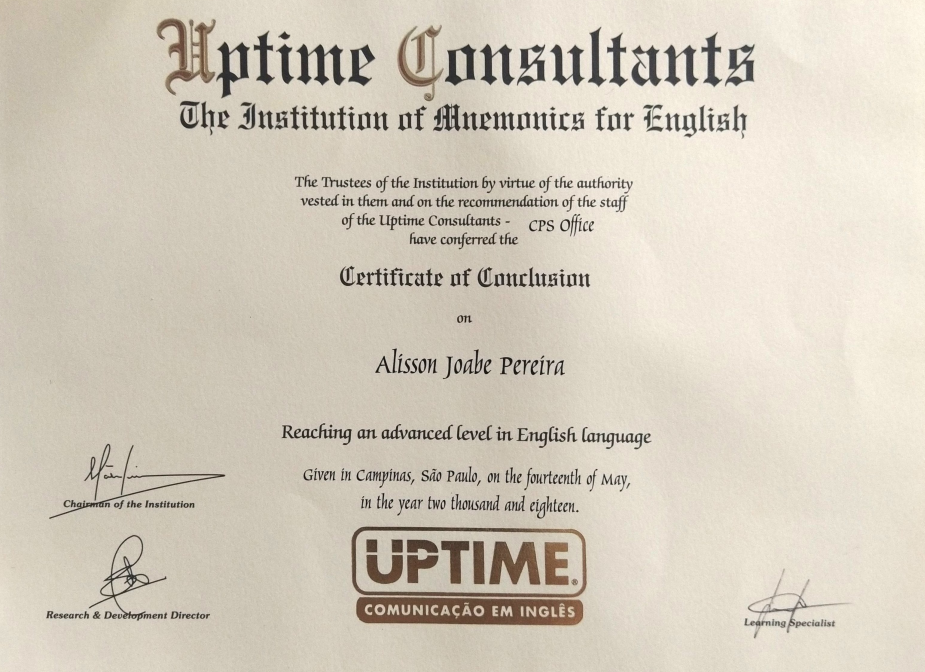 Uptime Consultants
The Institution of Mnemonics for English
The Trustees of the Institution by virtue of the authority
vested in them and on the recommendation of the staff
of the Uptime Consultants - CPS Office
have conferred the
Certificate of Conclusion
on
Alisson Joabe Pereira
Reaching an advanced level in English language
Given in Campinas, São Paulo, on the fourteenth of May,
in the year two thousand and eighteen.
Chairman of the Institution
UPTIME®
COMUNICAÇÃO EM INGLÊS
Research & Development Director
Learning Specialist